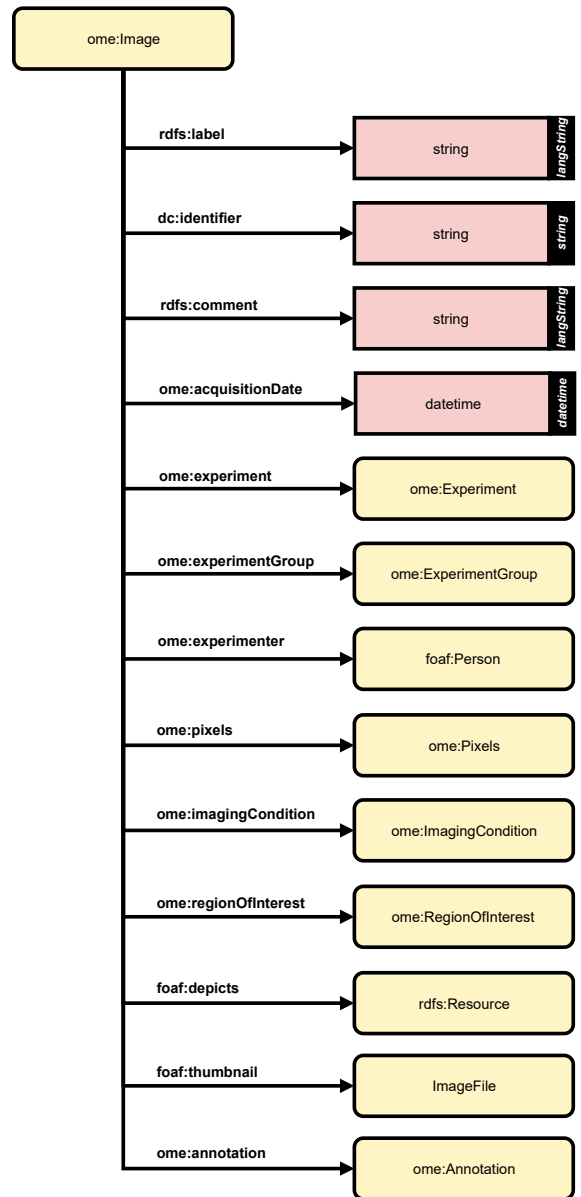 ome:Image
rdfs:label
string
langString
dc:identifier
string
string
rdfs:comment
string
langString
ome:acquisitionDate
datetime
datetime
ome:experiment
ome:Experiment
ome:experimentGroup
ome:ExperimentGroup
ome:experimenter
foaf:Person
ome:pixels
ome:Pixels
ome:imagingCondition
ome:ImagingCondition
ome:regionOfInterest
ome:RegionOfInterest
foaf:depicts
rdfs:Resource
foaf:thumbnail
ImageFile
ome:annotation
ome:Annotation